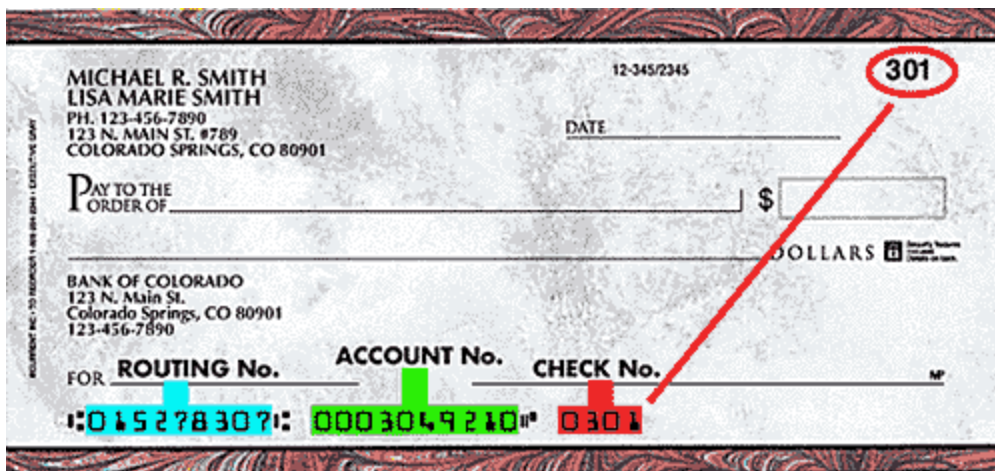 MICHAEL R. SMITH
LISA MARIE SMITH
PH. 123-456-7890
123 N. MAIN ST. #789
COLORADO SPRINGS, CO 80901
12-345/2345
301
DATE
PAY TO THE
ORDER OF
$
DOLLARS
BANK OF COLORADO
123 N. Main St.
Colorado Springs, CO 80901
123-456-7890
FOR
ROUTING No.
ACCOUNT No.
CHECK No.
MP
⑆015278307⑆ 0003049210⑈ 0301